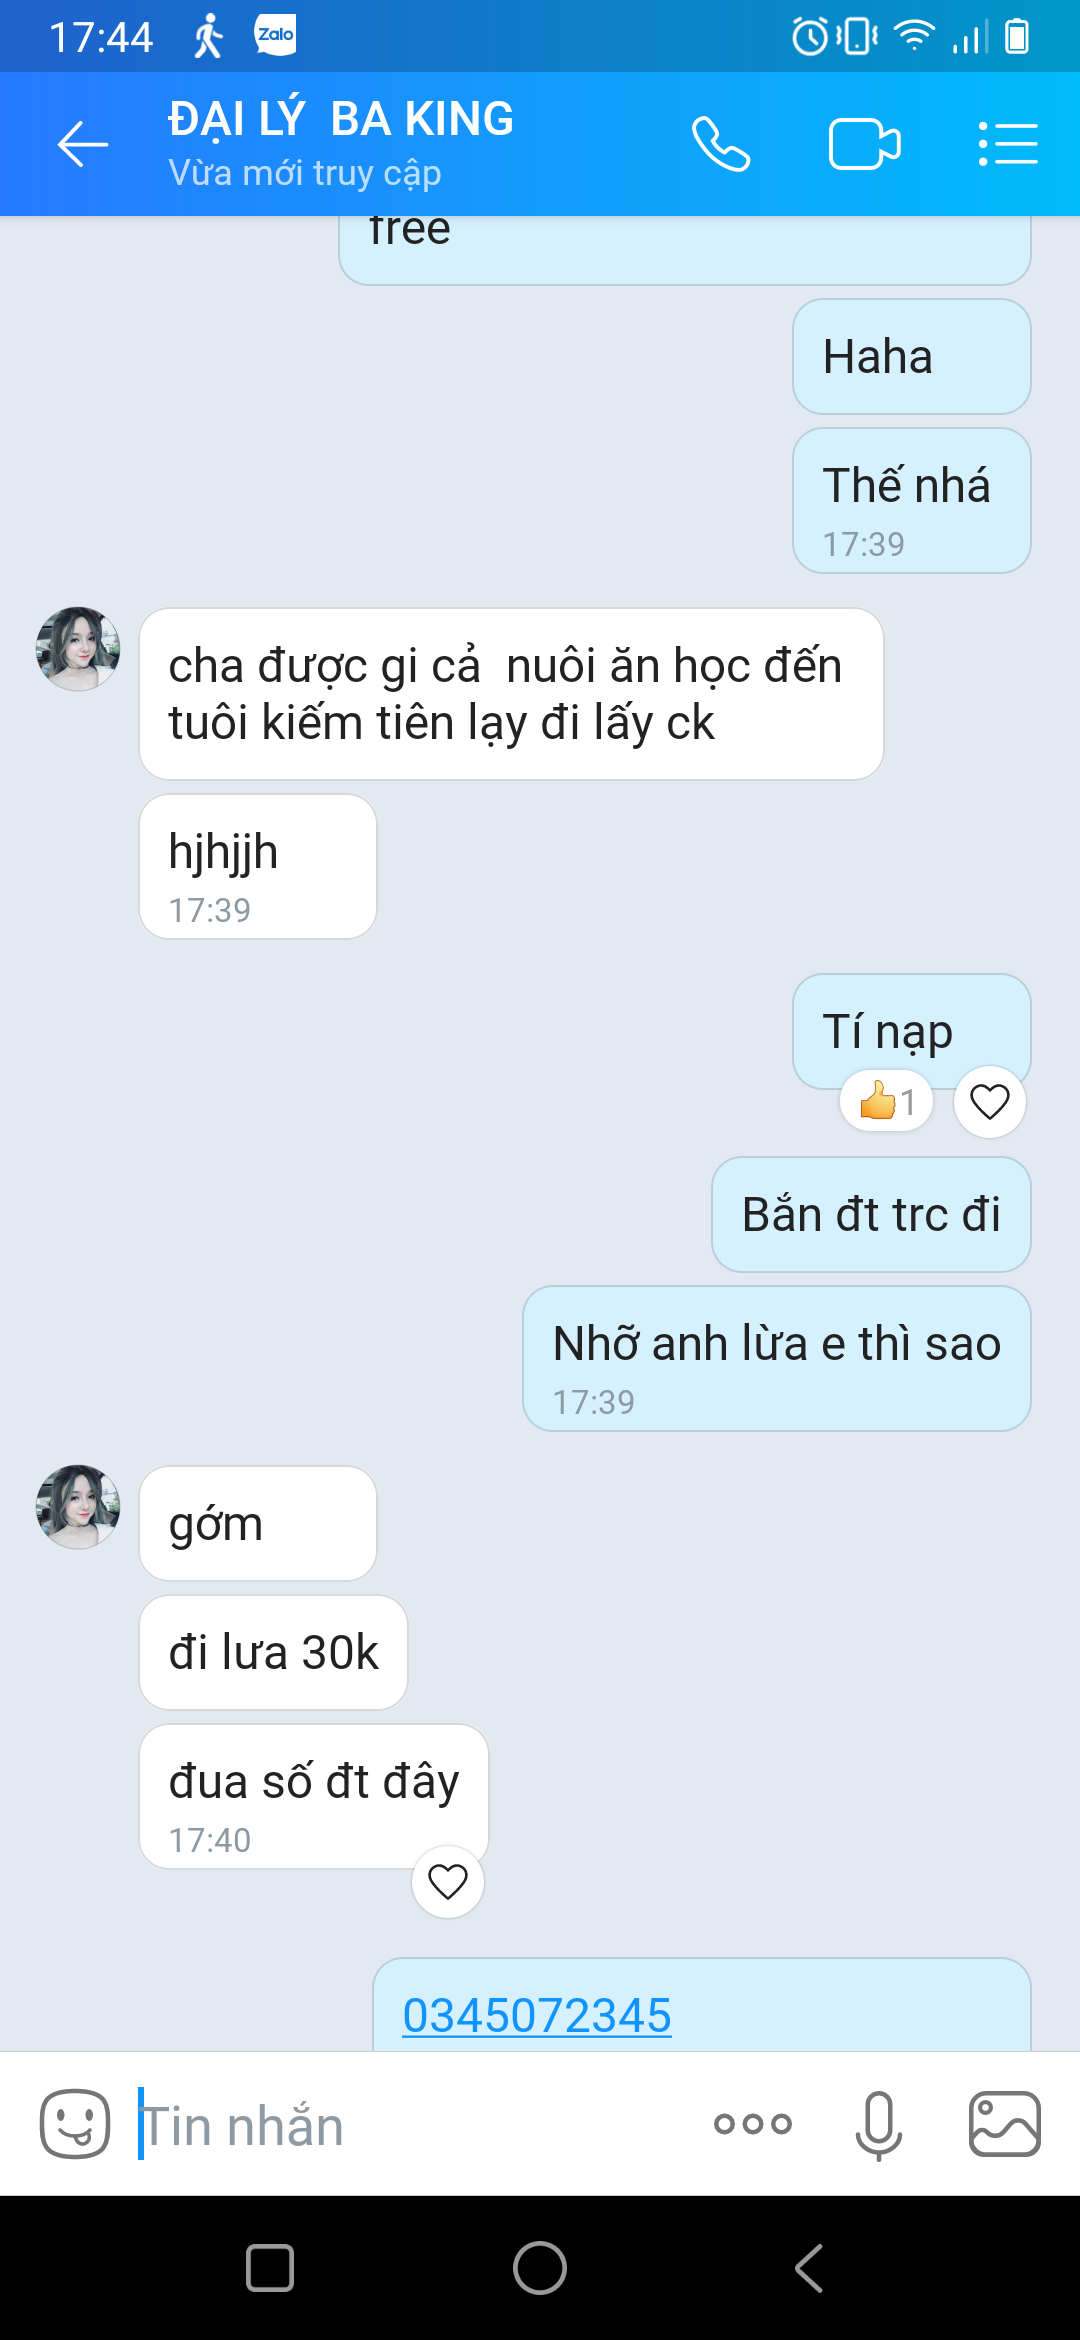 17:44
Zalo
ĐẠI LÝ  BA KING
Vừa mới truy cập
free
Haha
Thế nhá
17:39
cha được gi cả  nuôi ăn học đến
tuôi kiếm tiên lạy đi lấy ck
hjhjjh
17:39
Tí nạp
👍1
Bắn đt trc đi
Nhỡ anh lừa e thì sao
17:39
gớm
đi lưa 30k
đua số đt đây
17:40
0345072345
Tin nhắn